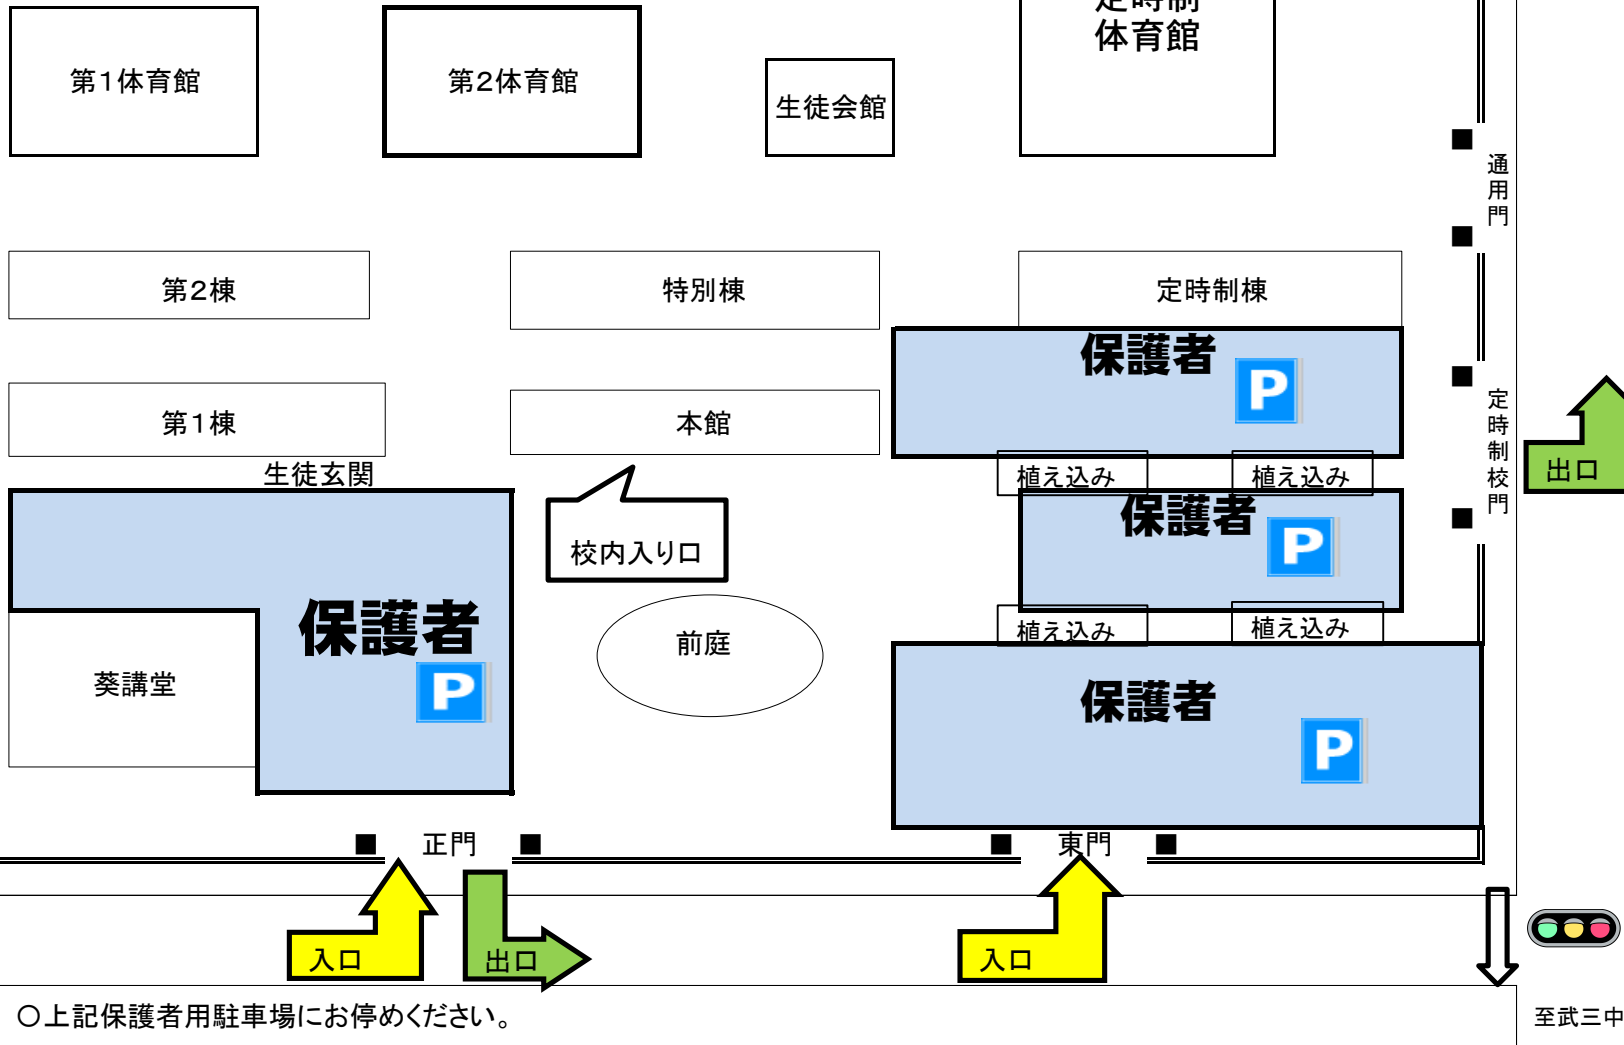 定時制
体育館
第1体育館
第2体育館
生徒会館
通用門
第2棟
特別棟
定時制棟
保護者
P
第1棟
本館
定時制校門
出口
生徒玄関
植え込み
植え込み
保護者
P
校内入り口
保護者
P
植え込み
植え込み
前庭
葵講堂
保護者
P
正門
東門
入口
出口
入口
○上記保護者用駐車場にお停めください。
至武三中